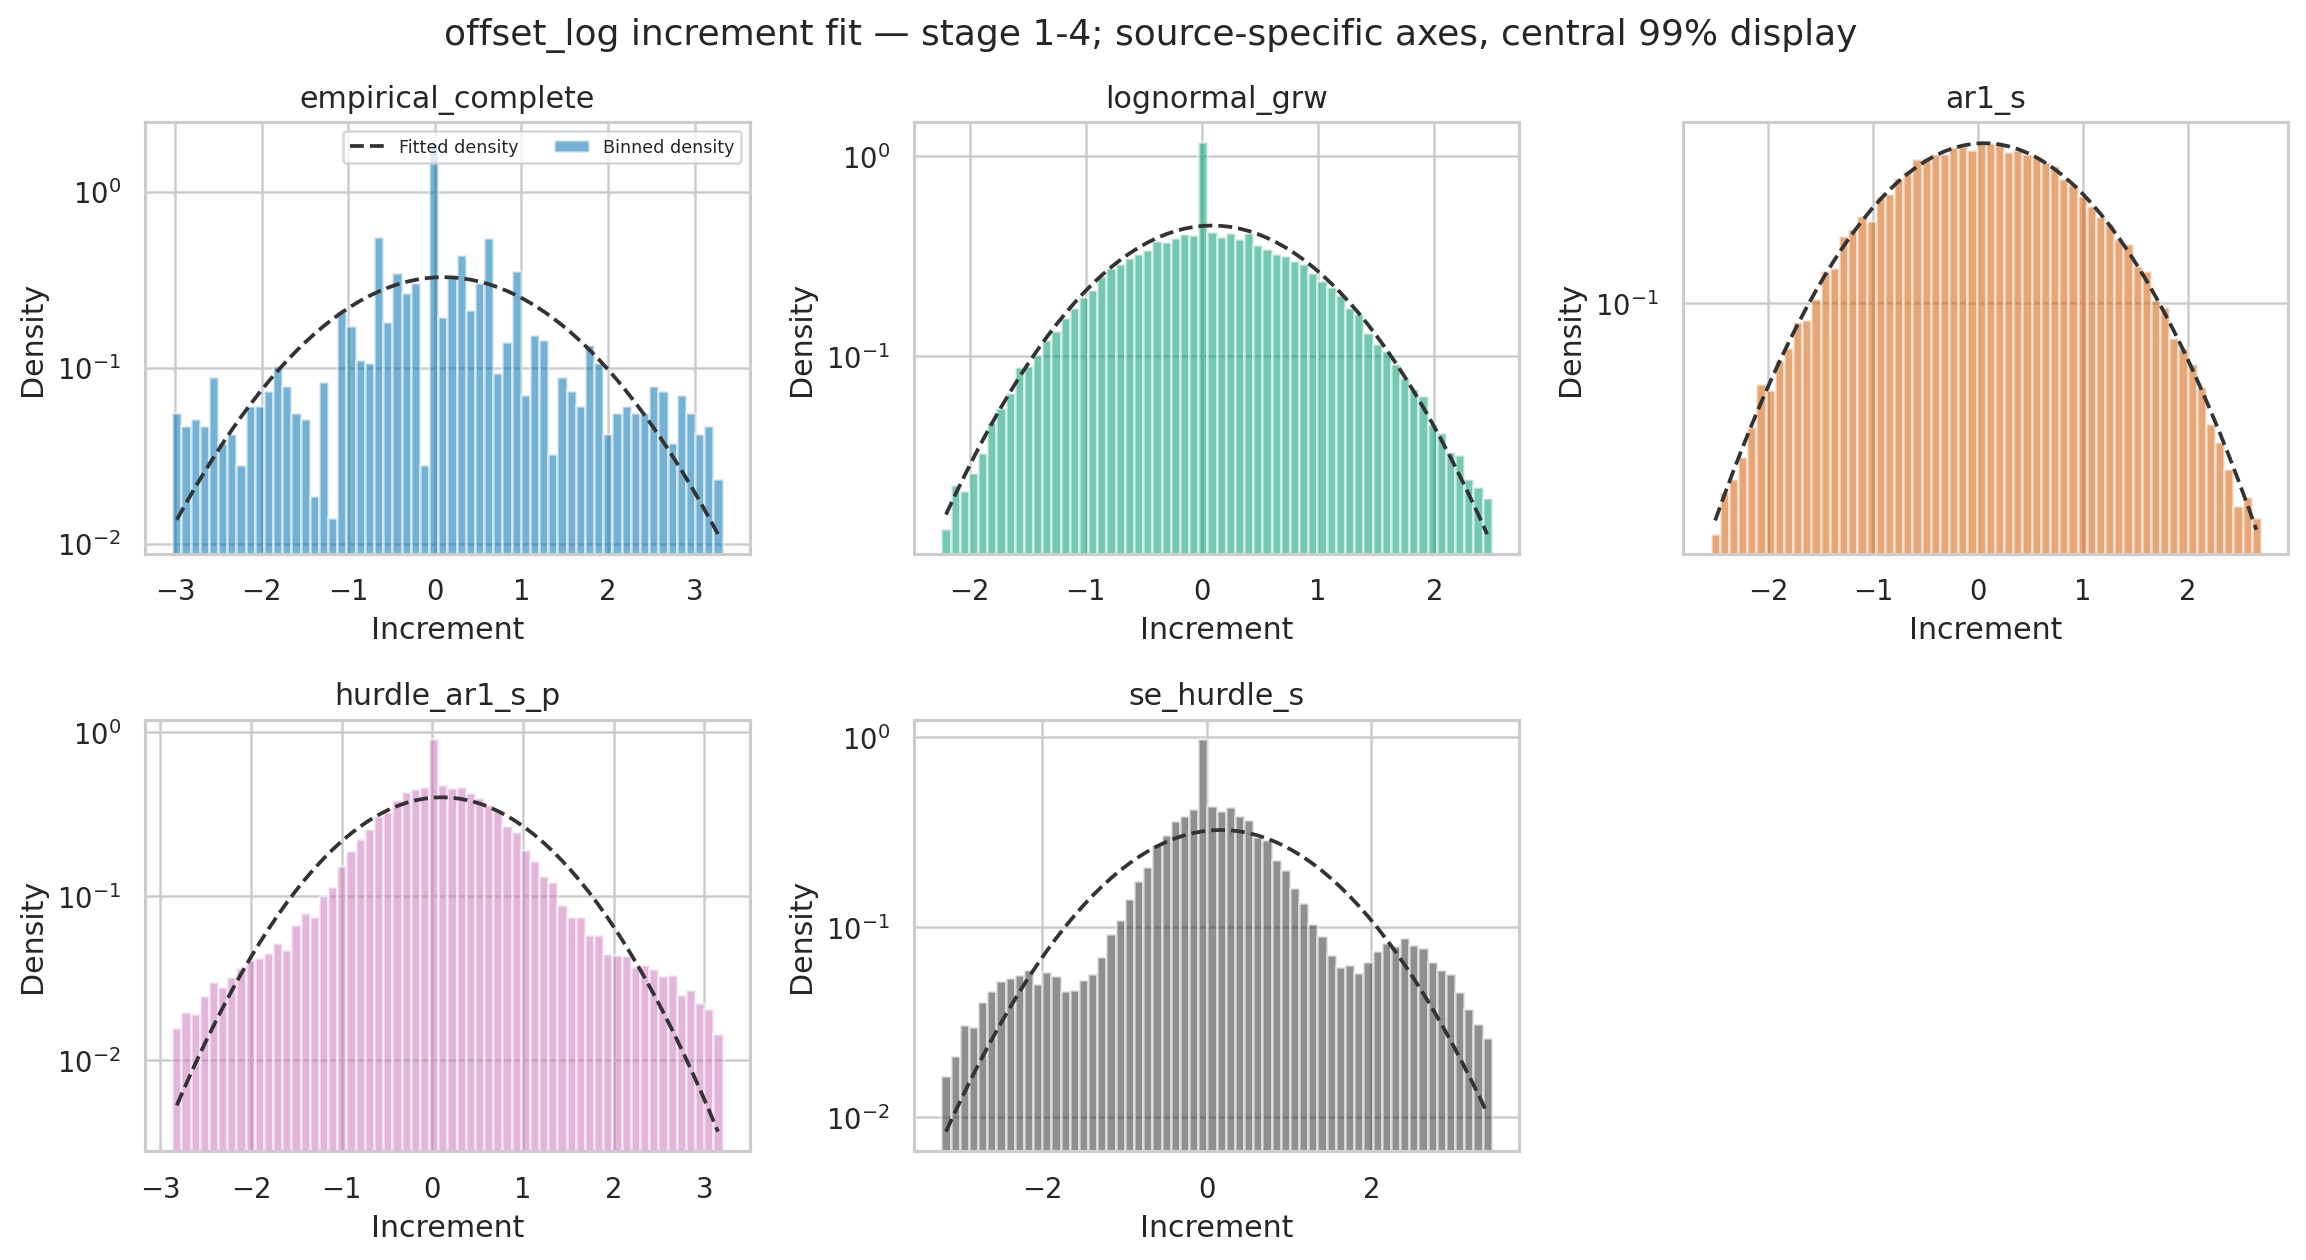 offset_log increment fit — stage 1-4; source-specific axes, central 99% display
empirical_complete
Fitted density
Binned density
Density
10⁰
10⁻¹
10⁻²
−3 −2 −1 0 1 2 3
Increment
lognormal_grw
Density
10⁰
10⁻¹
−2 −1 0 1 2
Increment
ar1_s
Density
10⁻¹
−2 −1 0 1 2
Increment
hurdle_ar1_s_p
Density
10⁰
10⁻¹
10⁻²
−3 −2 −1 0 1 2 3
Increment
se_hurdle_s
Density
10⁰
10⁻¹
10⁻²
−2 0 2
Increment